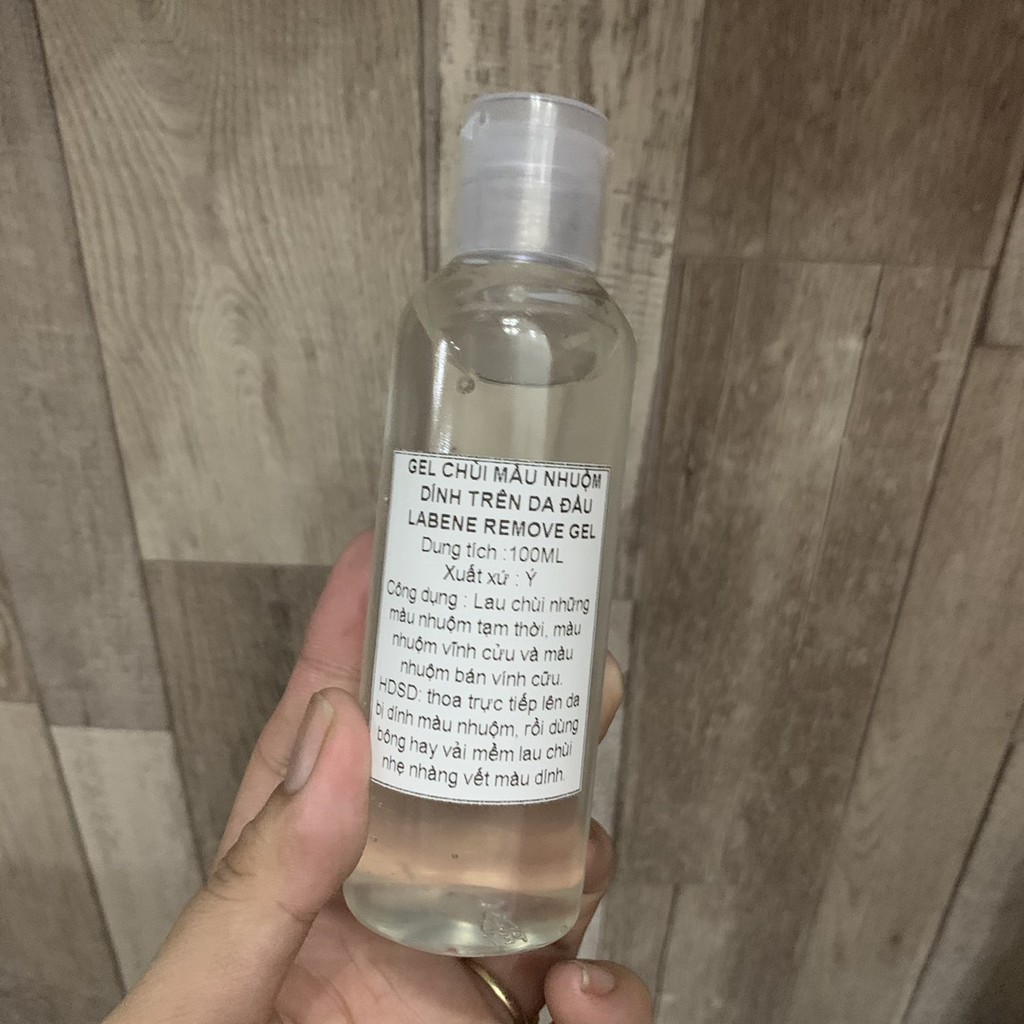 GEL CHÙI MÀU NHUỘM
DÍNH TRÊN DA ĐẦU
LABENE REMOVE GEL
Dung tích :100ML
Xuất xứ : Ý
Công dụng : Lau chùi những
màu nhuộm tạm thời, màu
nhuộm vĩnh cửu và màu
nhuộm bán vính cữu.
HDSD: thoa trực tiếp lên da
bị dính màu nhuộm, rồi dùng
bông hay vải mềm lau chùi
nhẹ nhàng vết màu dính.